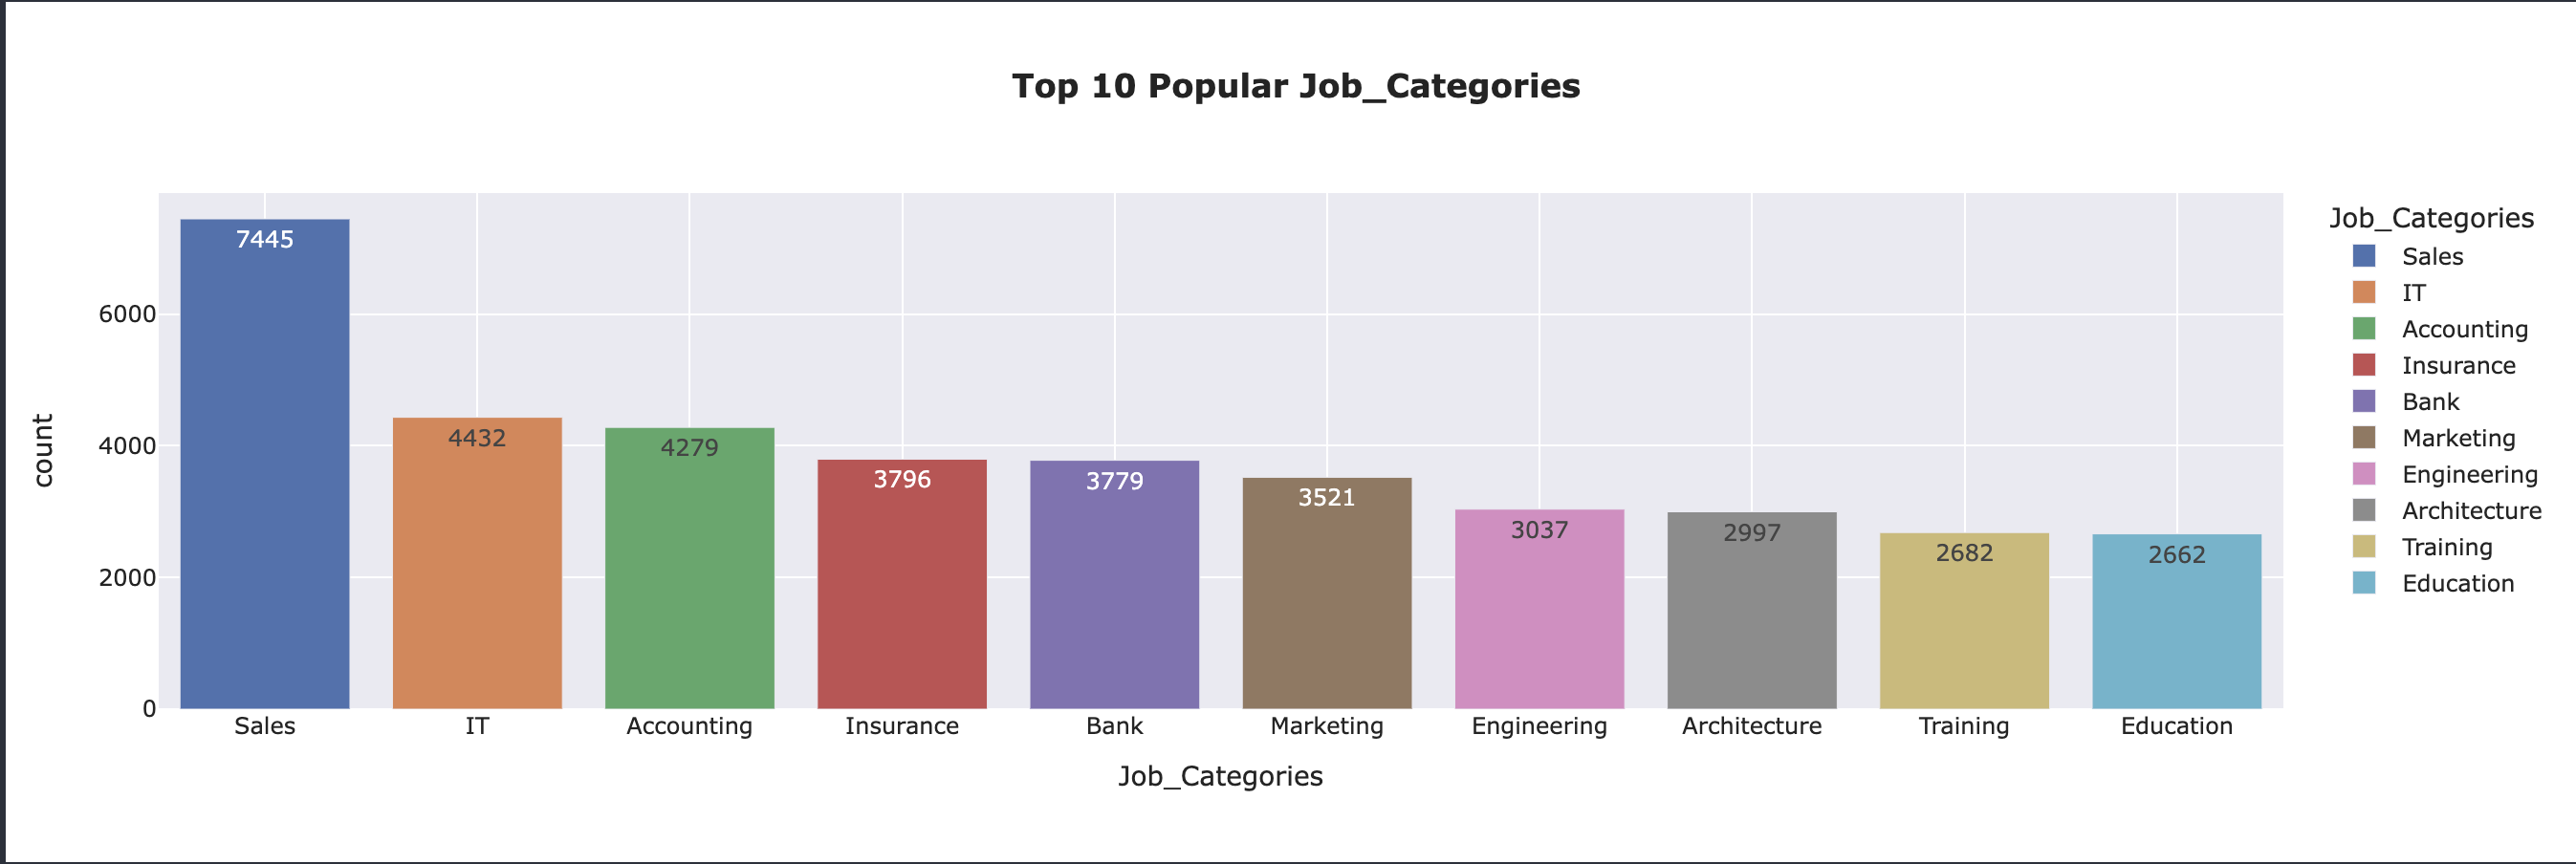 Top 10 Popular Job_Categories
count
6000
4000
2000
0
7445
4432
4279
3796
3779
3521
3037
2997
2682
2662
Sales
IT
Accounting
Insurance
Bank
Marketing
Engineering
Architecture
Training
Education
Job_Categories
Job_Categories
Sales
IT
Accounting
Insurance
Bank
Marketing
Engineering
Architecture
Training
Education